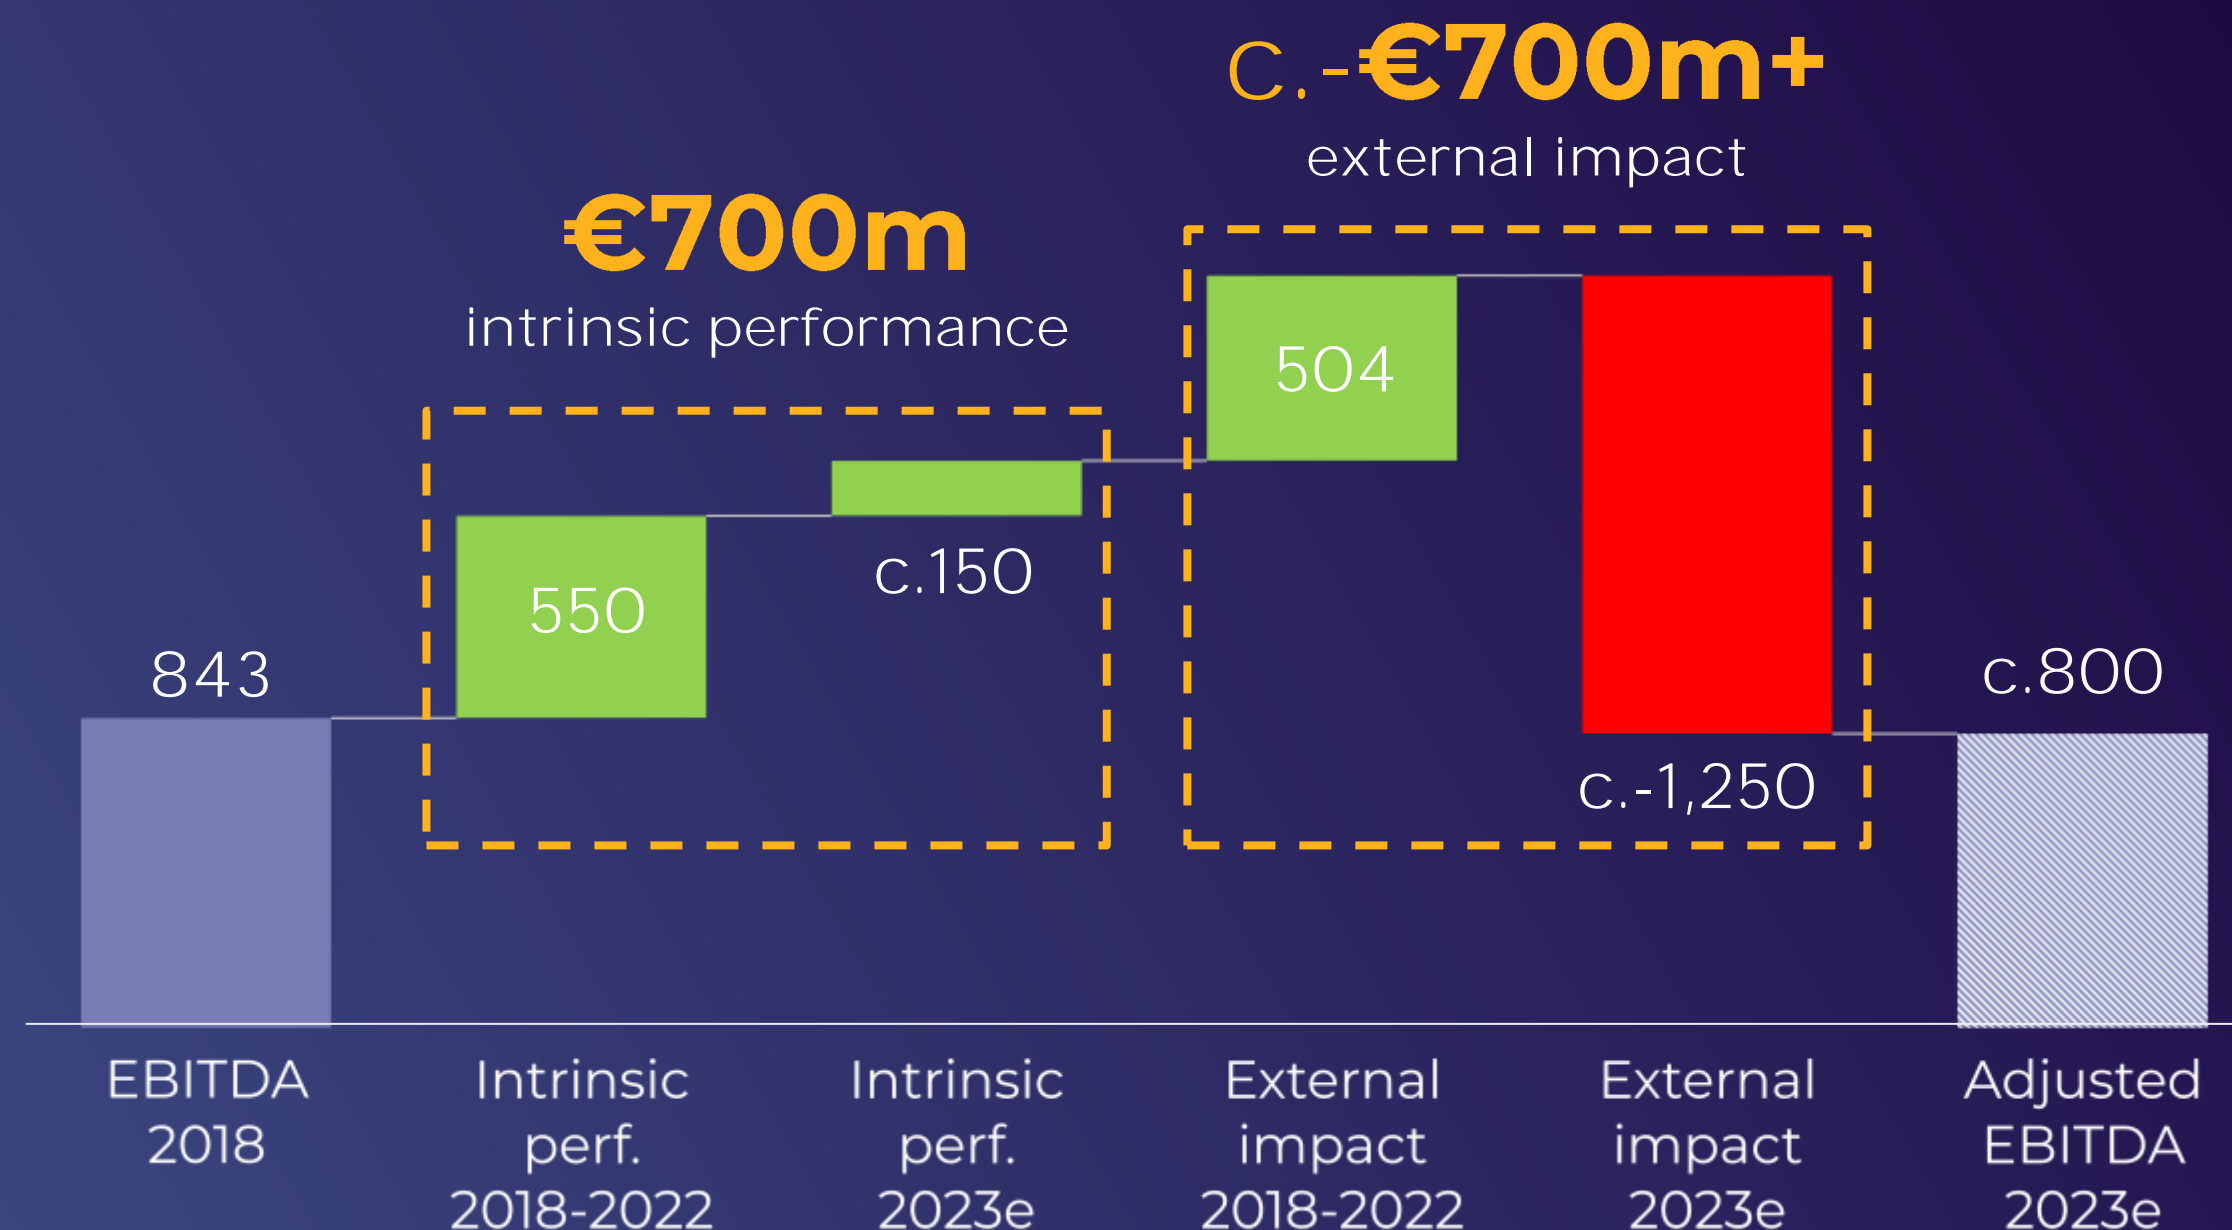 C.-€700m+
external impact
€700m
intrinsic performance
504
c.150
550
843
c.800
c.-1,250
EBITDA
2018
Intrinsic
perf.
2018-2022
Intrinsic
perf.
2023e
External
impact
2018-2022
External
impact
2023e
Adjusted
EBITDA
2023e